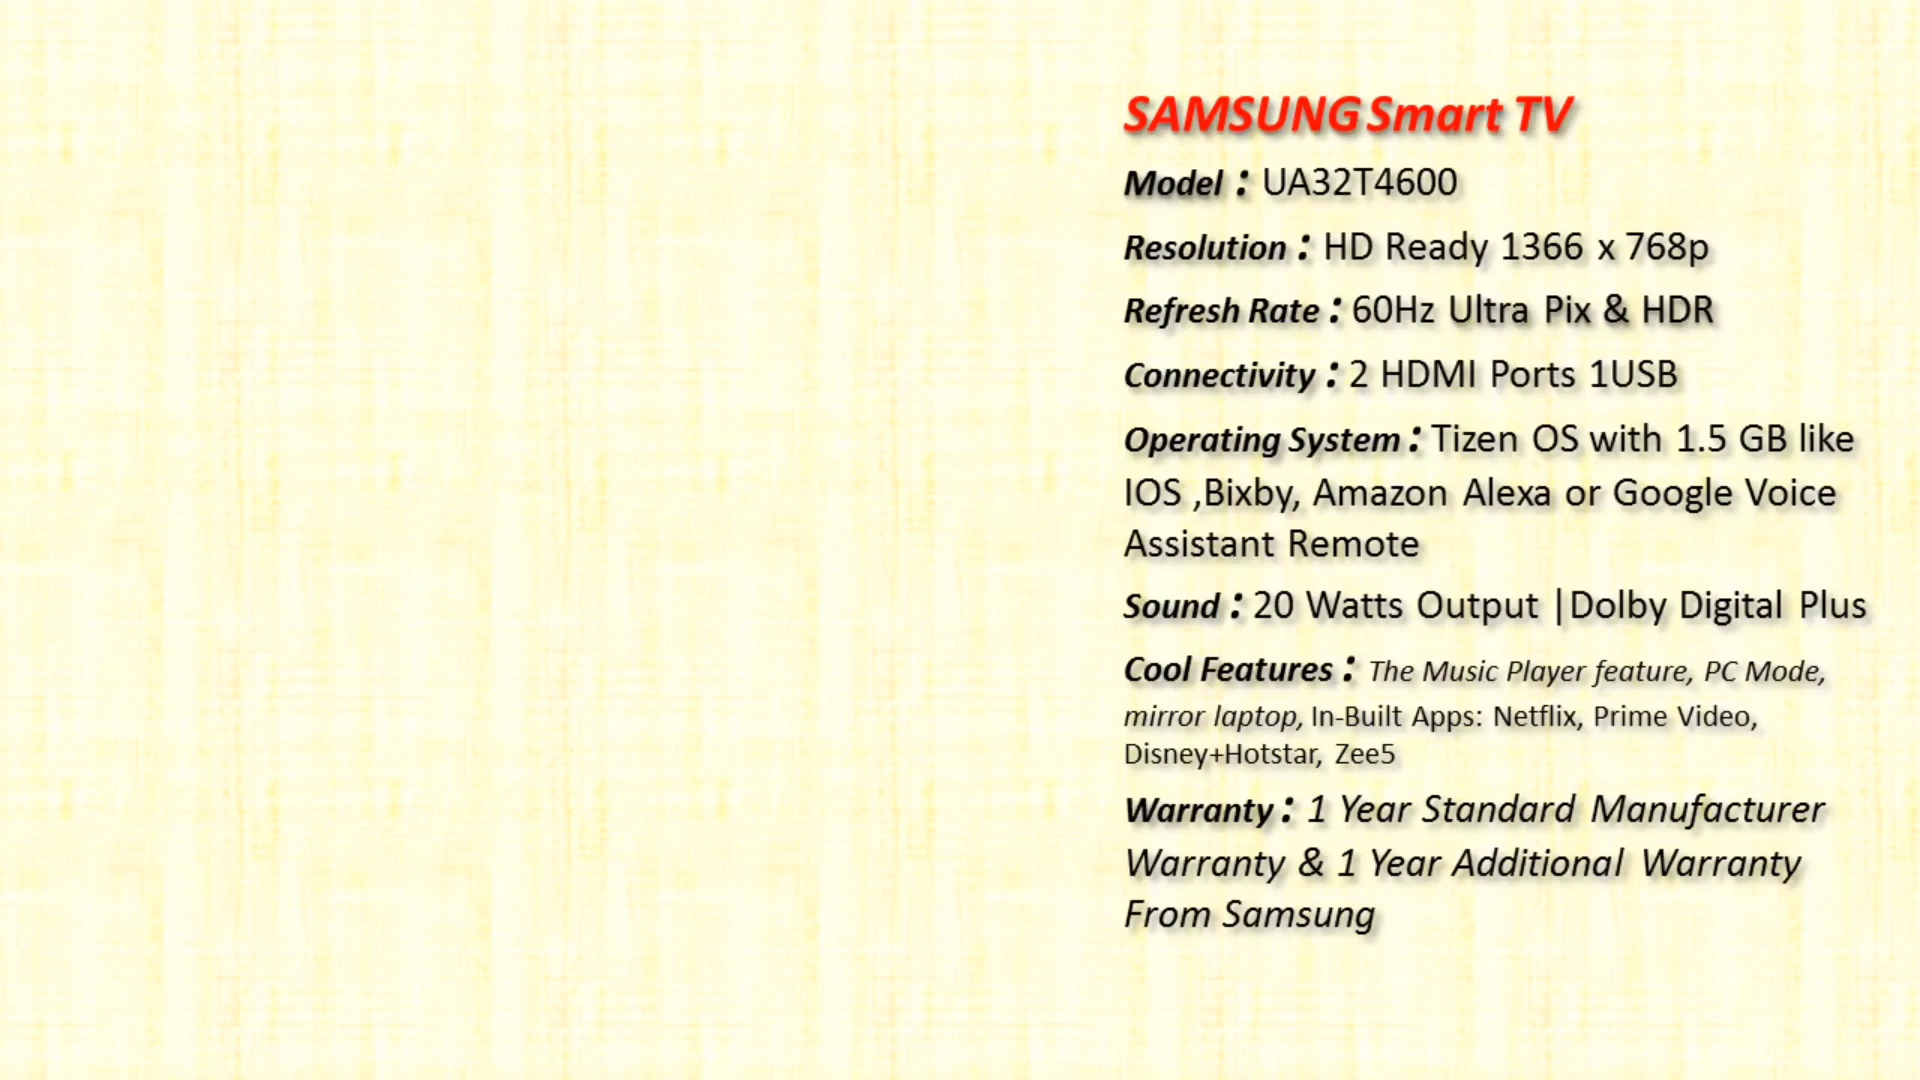 SAMSUNG Smart TV
Model : UA32T4600
Resolution : HD Ready 1366 x 768p
Refresh Rate : 60Hz Ultra Pix & HDR
Connectivity : 2 HDMI Ports 1USB
Operating System : Tizen OS with 1.5 GB like
IOS ,Bixby, Amazon Alexa or Google Voice
Assistant Remote
Sound : 20 Watts Output |Dolby Digital Plus
Cool Features : The Music Player feature, PC Mode,
mirror laptop, In-Built Apps: Netflix, Prime Video,
Disney+Hotstar, Zee5
Warranty : 1 Year Standard Manufacturer
Warranty & 1 Year Additional Warranty
From Samsung